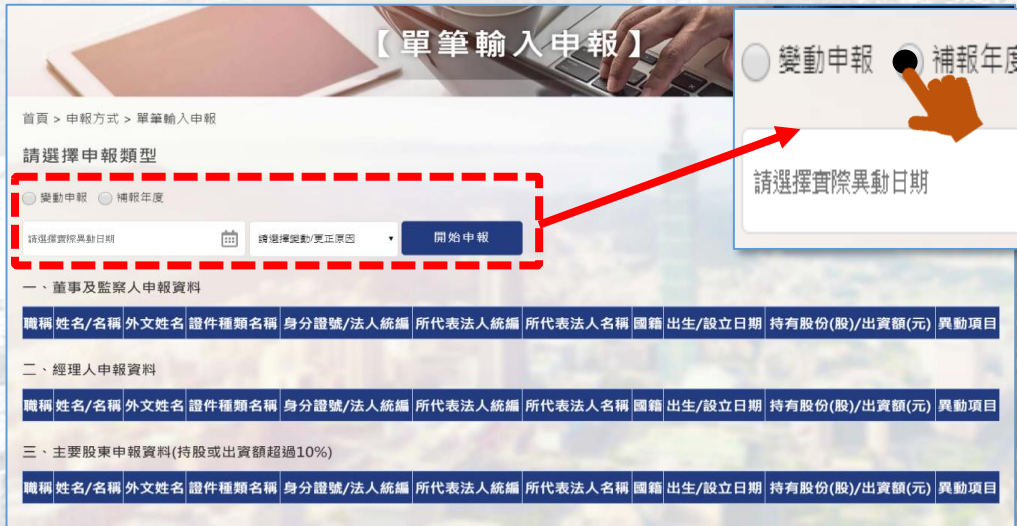 【單筆輸入申報】
首頁 > 申報方式 > 單筆輸入申報
請選擇申報類型
變動申報 補報年度
請選擇實際異動日期 請選擇變動/更正原因 開始申報
一、董事及監察人申報資料
職稱 姓名/名稱 外文姓名 證件種類名稱 身分證號/法人統編 所代表法人統編 所代表法人名稱 國籍 出生/設立日期 持有股份(股)/出資額(元) 異動項目
二、經理人申報資料
職稱 姓名/名稱 外文姓名 證件種類名稱 身分證號/法人統編 所代表法人統編 所代表法人名稱 國籍 出生/設立日期 持有股份(股)/出資額(元) 異動項目
三、主要股東申報資料(持股或出資額超過10%)
職稱 姓名/名稱 外文姓名 證件種類名稱 身分證號/法人統編 所代表法人統編 所代表法人名稱 國籍 出生/設立日期 持有股份(股)/出資額(元) 異動項目
變動申報 補報年度
請選擇實際異動日期